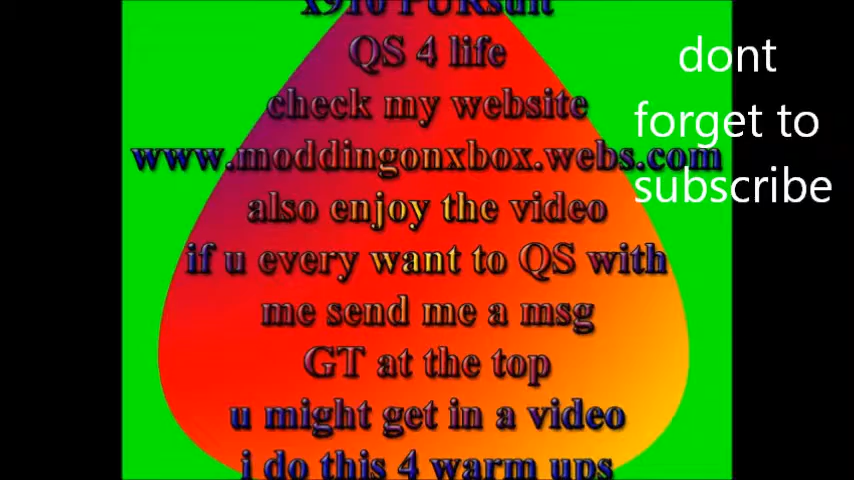 x916 PURsuit
QS 4 life
check my website
www.moddingonxbox.webs.com
also enjoy the video
if u every want to QS with
me send me a msg
GT at the top
u might get in a video
i do this 4 warm ups
dont
forget to
subscribe